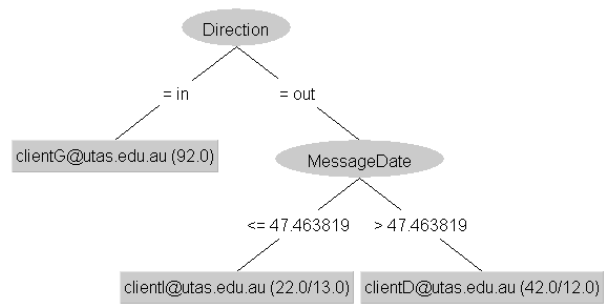 Direction
= in
= out
clientG@utas.edu.au (92.0)
MessageDate
<= 47.463819
> 47.463819
clientI@utas.edu.au (22.0/13.0)
clientD@utas.edu.au (42.0/12.0)